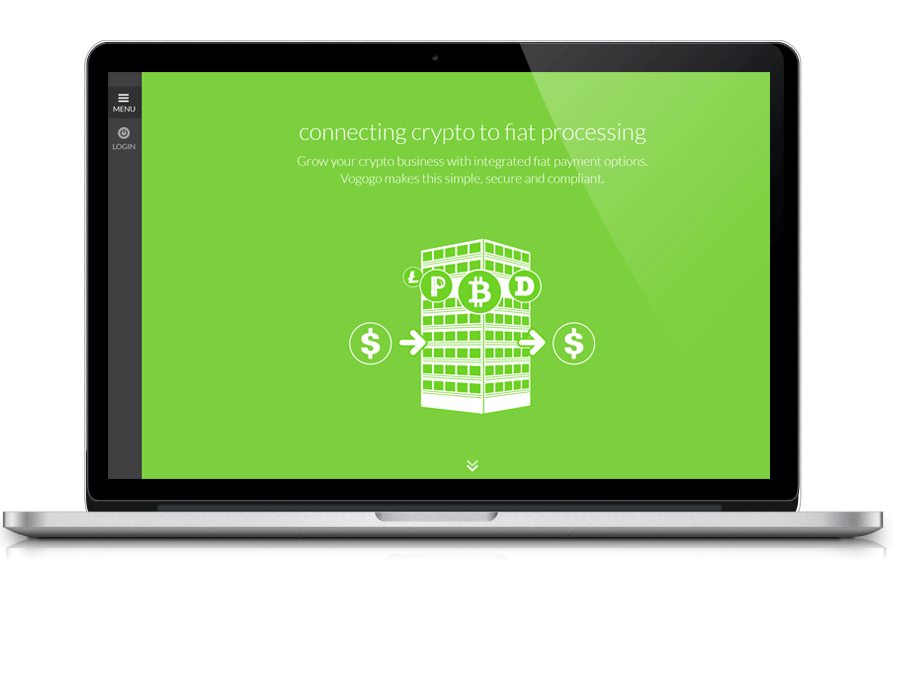 MENU
LOGIN
connecting crypto to fiat processing
Grow your crypto business with integrated fiat payment options.
Vogogo makes this simple, secure and compliant.
Ł P ₿ D
$ $